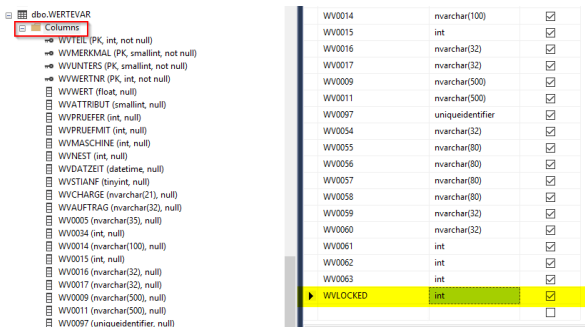 dbo.WERTEVAR
Columns
WVTEIL (PK, int, not null)
WVMERKMAL (PK, smallint, not null)
WVUNTERS (PK, smallint, not null)
WVWERTNR (PK, int, not null)
WVWERT (float, null)
WVATTRIBUT (smallint, null)
WVPRUEFER (int, null)
WVPRUEFMIT (int, null)
WVMASCHINE (int, null)
WVNEST (int, null)
WVDATZEIT (datetime, null)
WVSTIANF (tinyint, null)
WVCHARGE (nvarchar(21), null)
WVAUFTRAG (nvarchar(32), null)
WV0005 (nvarchar(35), null)
WV0034 (int, null)
WV0014 (nvarchar(100), null)
WV0015 (int, null)
WV0016 (nvarchar(32), null)
WV0017 (nvarchar(32), null)
WV0009 (nvarchar(500), null)
WV0011 (nvarchar(500), null)
WV0097 (uniqueidentifier, null)
WV0014 nvarchar(100)
WV0015 int
WV0016 nvarchar(32)
WV0017 nvarchar(32)
WV0009 nvarchar(500)
WV0011 nvarchar(500)
WV0097 uniqueidentifier
WV0054 nvarchar(32)
WV0055 nvarchar(80)
WV0056 nvarchar(80)
WV0057 nvarchar(80)
WV0058 nvarchar(80)
WV0059 nvarchar(32)
WV0060 nvarchar(32)
WV0061 int
WV0062 int
WV0063 int
WVLOCKED int